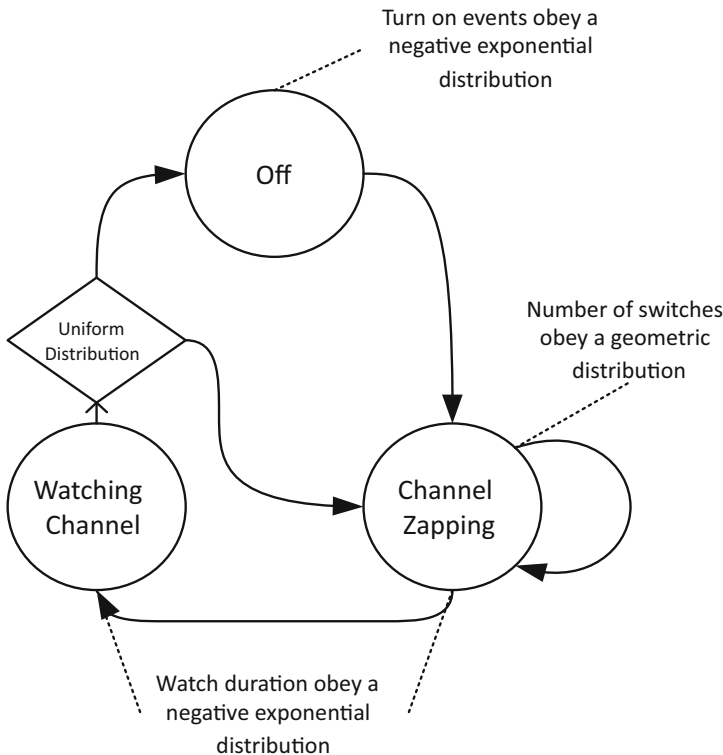 Turn on events obey a
negative exponential
distribution
Off
Uniform
Distribution
Number of switches
obey a geometric
distribution
Watching
Channel
Channel
Zapping
Watch duration obey a
negative exponential
distribution